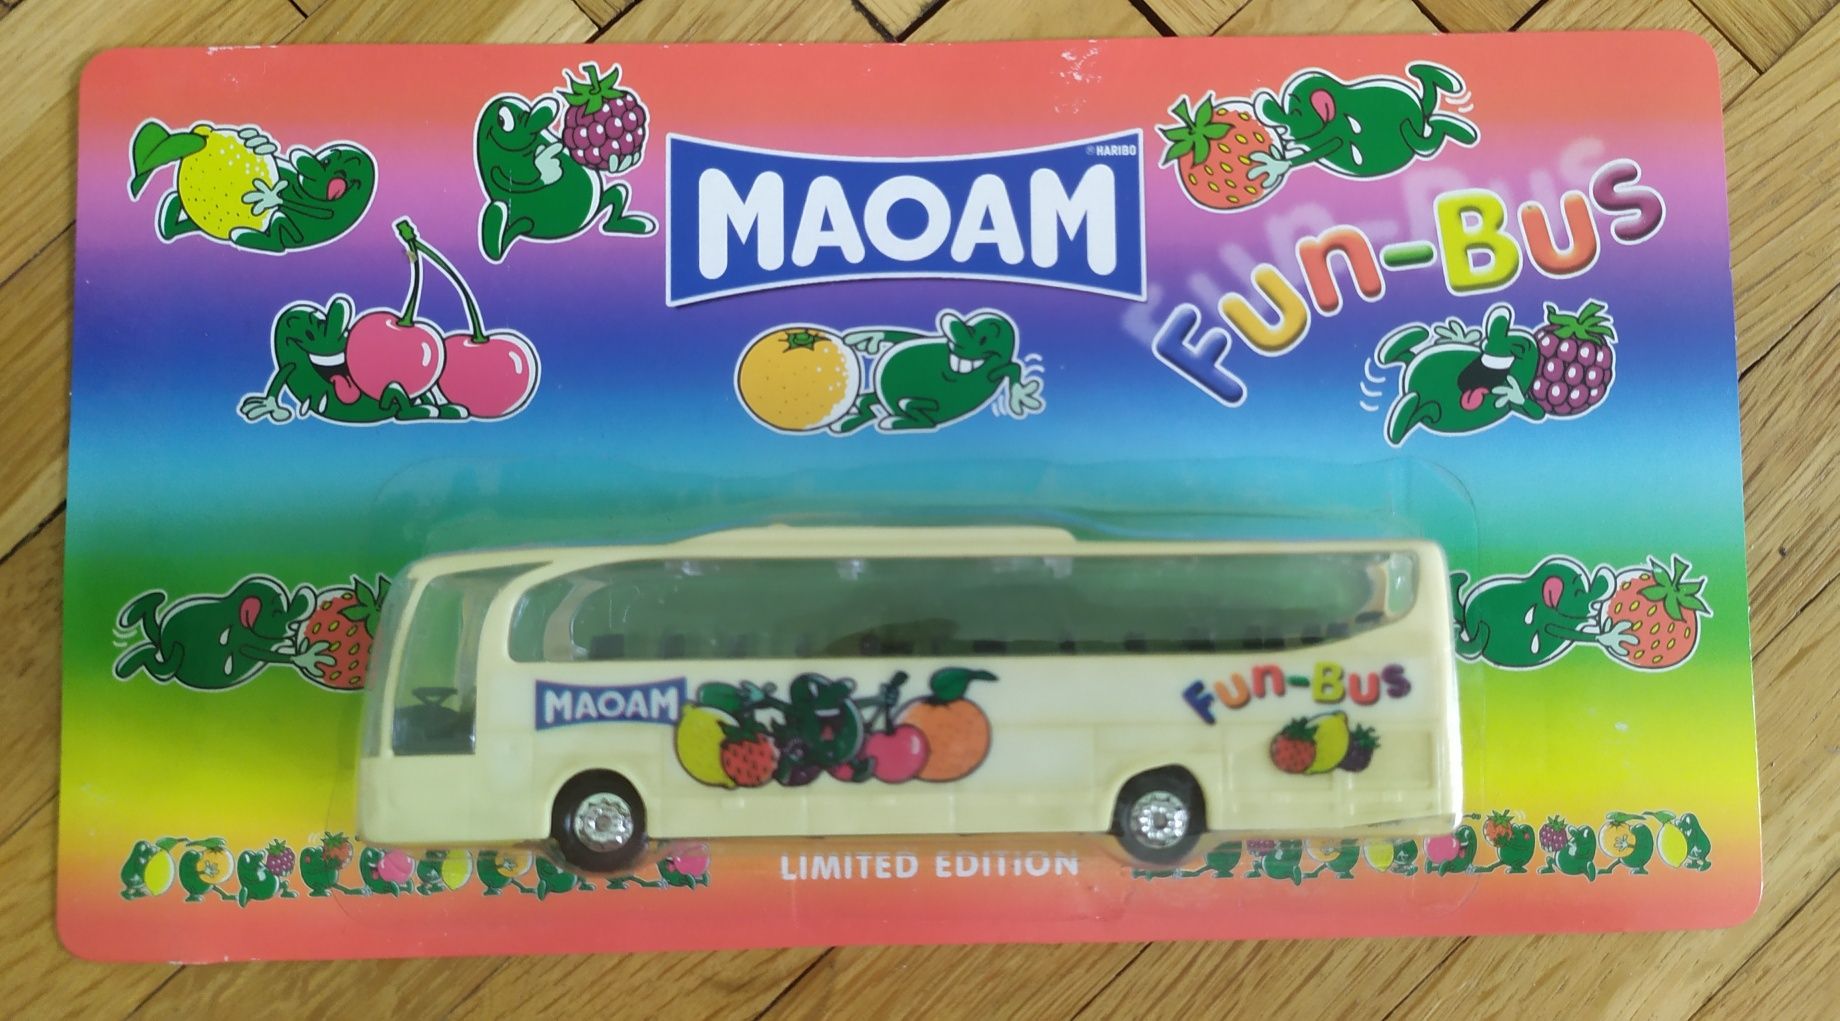 ® HARIBO
MAOAM
Fun-Bus
MAOAM
Fun-Bus
LIMITED EDITION